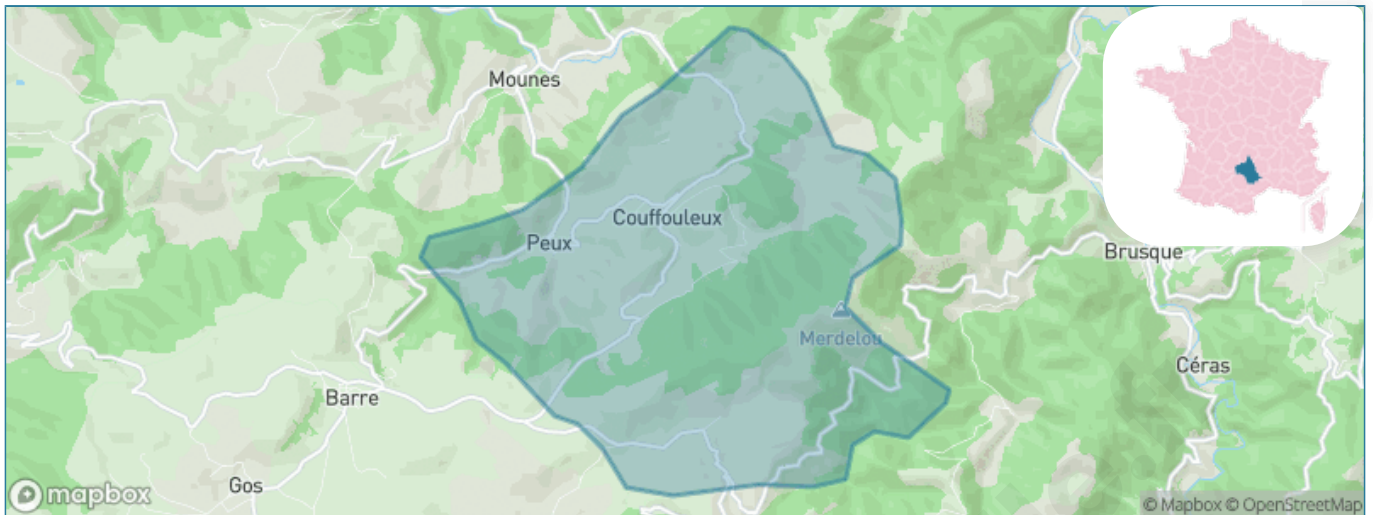 Mounes
Couffouleux
Peux
Brusque
Merdelou
Céras
Barre
Gos
mapbox
© Mapbox © OpenStreetMap